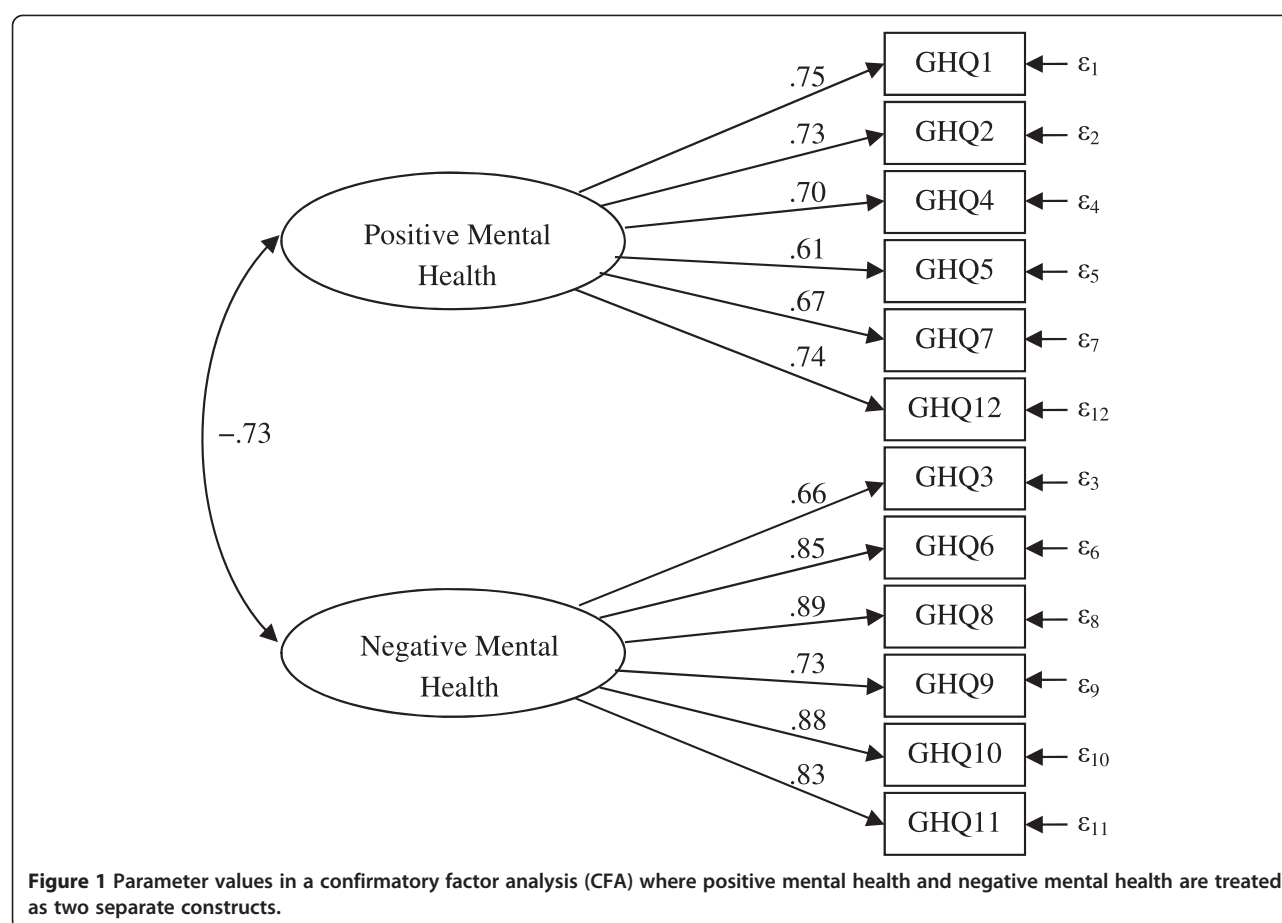 .75 GHQ1 ε1
.73 GHQ2 ε2
.70 GHQ4 ε4
Positive Mental
Health
.61 GHQ5 ε5
.67 GHQ7 ε7
.74 GHQ12 ε12
–.73
.66 GHQ3 ε3
.85 GHQ6 ε6
.89 GHQ8 ε8
Negative Mental
Health
.73 GHQ9 ε9
.88 GHQ10 ε10
.83 GHQ11 ε11
Figure 1 Parameter values in a confirmatory factor analysis (CFA) where positive mental health and negative mental health are treated
as two separate constructs.